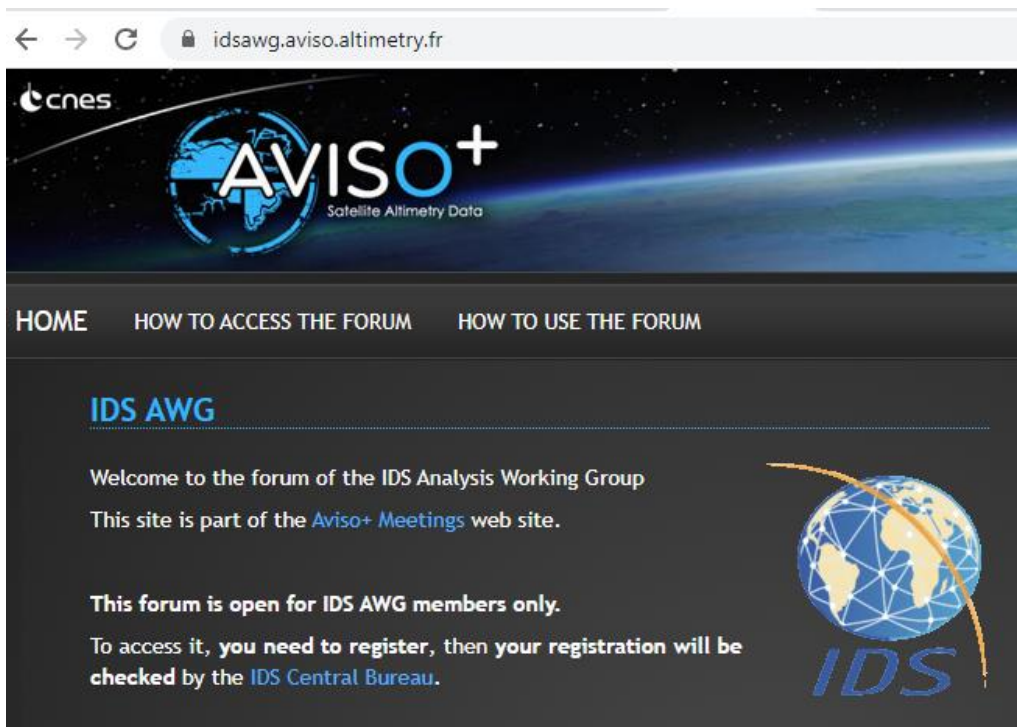 idsawg.aviso.altimetry.fr
cnes
AVISO+
Satellite Altimetry Data
HOME HOW TO ACCESS THE FORUM HOW TO USE THE FORUM
IDS AWG
Welcome to the forum of the IDS Analysis Working Group
This site is part of the Aviso+ Meetings web site.
This forum is open for IDS AWG members only.
To access it, you need to register, then your registration will be
checked by the IDS Central Bureau.
IDS